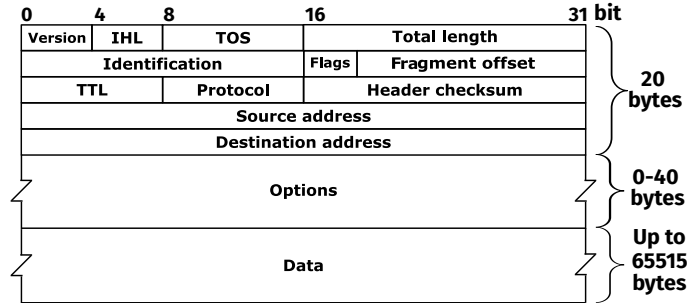 0 4 8 16 31 bit
Version IHL TOS Total length
Identification Flags Fragment offset
TTL Protocol Header checksum
Source address
Destination address
20
bytes
Options
0-40
bytes
Data
Up to
65515
bytes